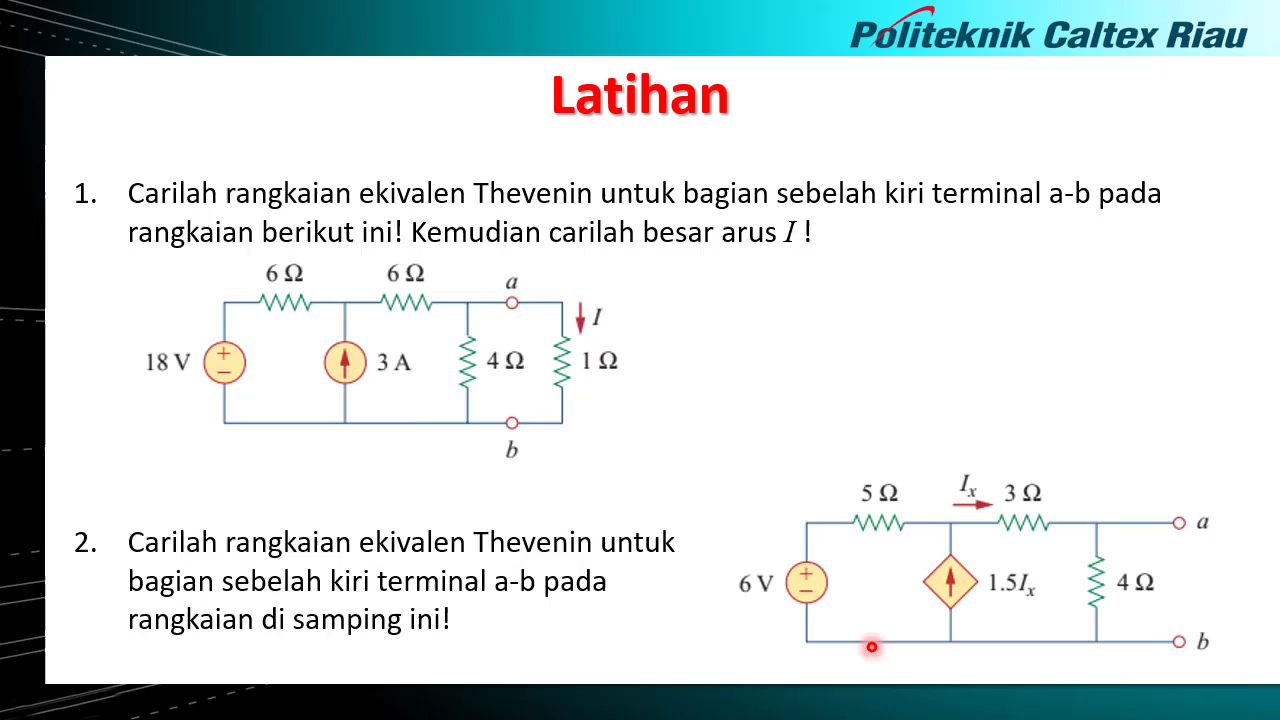 Politeknik Caltex Riau
Latihan
1. Carilah rangkaian ekivalen Thevenin untuk bagian sebelah kiri terminal a-b pada
rangkaian berikut ini! Kemudian carilah besar arus I !
6 Ω 6 Ω
a
I
18 V 3 A 4 Ω 1 Ω
b
2. Carilah rangkaian ekivalen Thevenin untuk
bagian sebelah kiri terminal a-b pada
rangkaian di samping ini!
5 Ω Iₓ 3 Ω
a
6 V 1.5Iₓ 4 Ω
b